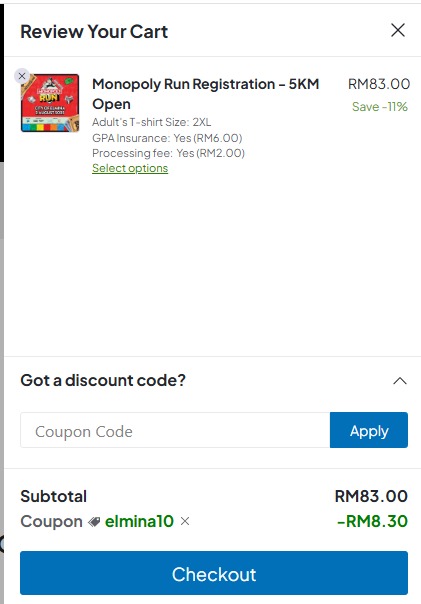 Review Your Cart
Monopoly Run Registration – 5KM
Open
RM83.00
Save -11%
Adult's T-shirt Size: 2XL
GPA Insurance: Yes (RM6.00)
Processing fee: Yes (RM2.00)
Select options
Got a discount code?
Coupon Code
Apply
Subtotal
RM83.00
Coupon elmina10
-RM8.30
Checkout